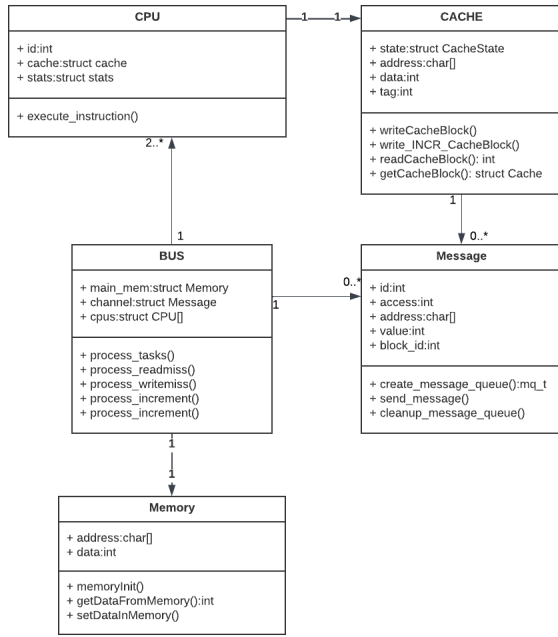 CPU
+ id:int
+ cache:struct cache
+ stats:struct stats
+ execute_instruction()
1
1
CACHE
+ state:struct CacheState
+ address:char[]
+ data:int
+ tag:int
+ writeCacheBlock()
+ write_INCR_CacheBlock()
+ readCacheBlock(): int
+ getCacheBlock(): struct Cache
2..*
1
1
0..*
BUS
+ main_mem:struct Memory
+ channel:struct Message
+ cpus:struct CPU[]
+ process_tasks()
+ process_readmiss()
+ process_writemiss()
+ process_increment()
+ process_increment()
1
0..*
Message
+ id:int
+ access:int
+ address:char[]
+ value:int
+ block_id:int
+ create_message_queue():mq_t
+ send_message()
+ cleanup_message_queue()
1
1
Memory
+ address:char[]
+ data:int
+ memoryInit()
+ getDataFromMemory():int
+ setDataInMemory()